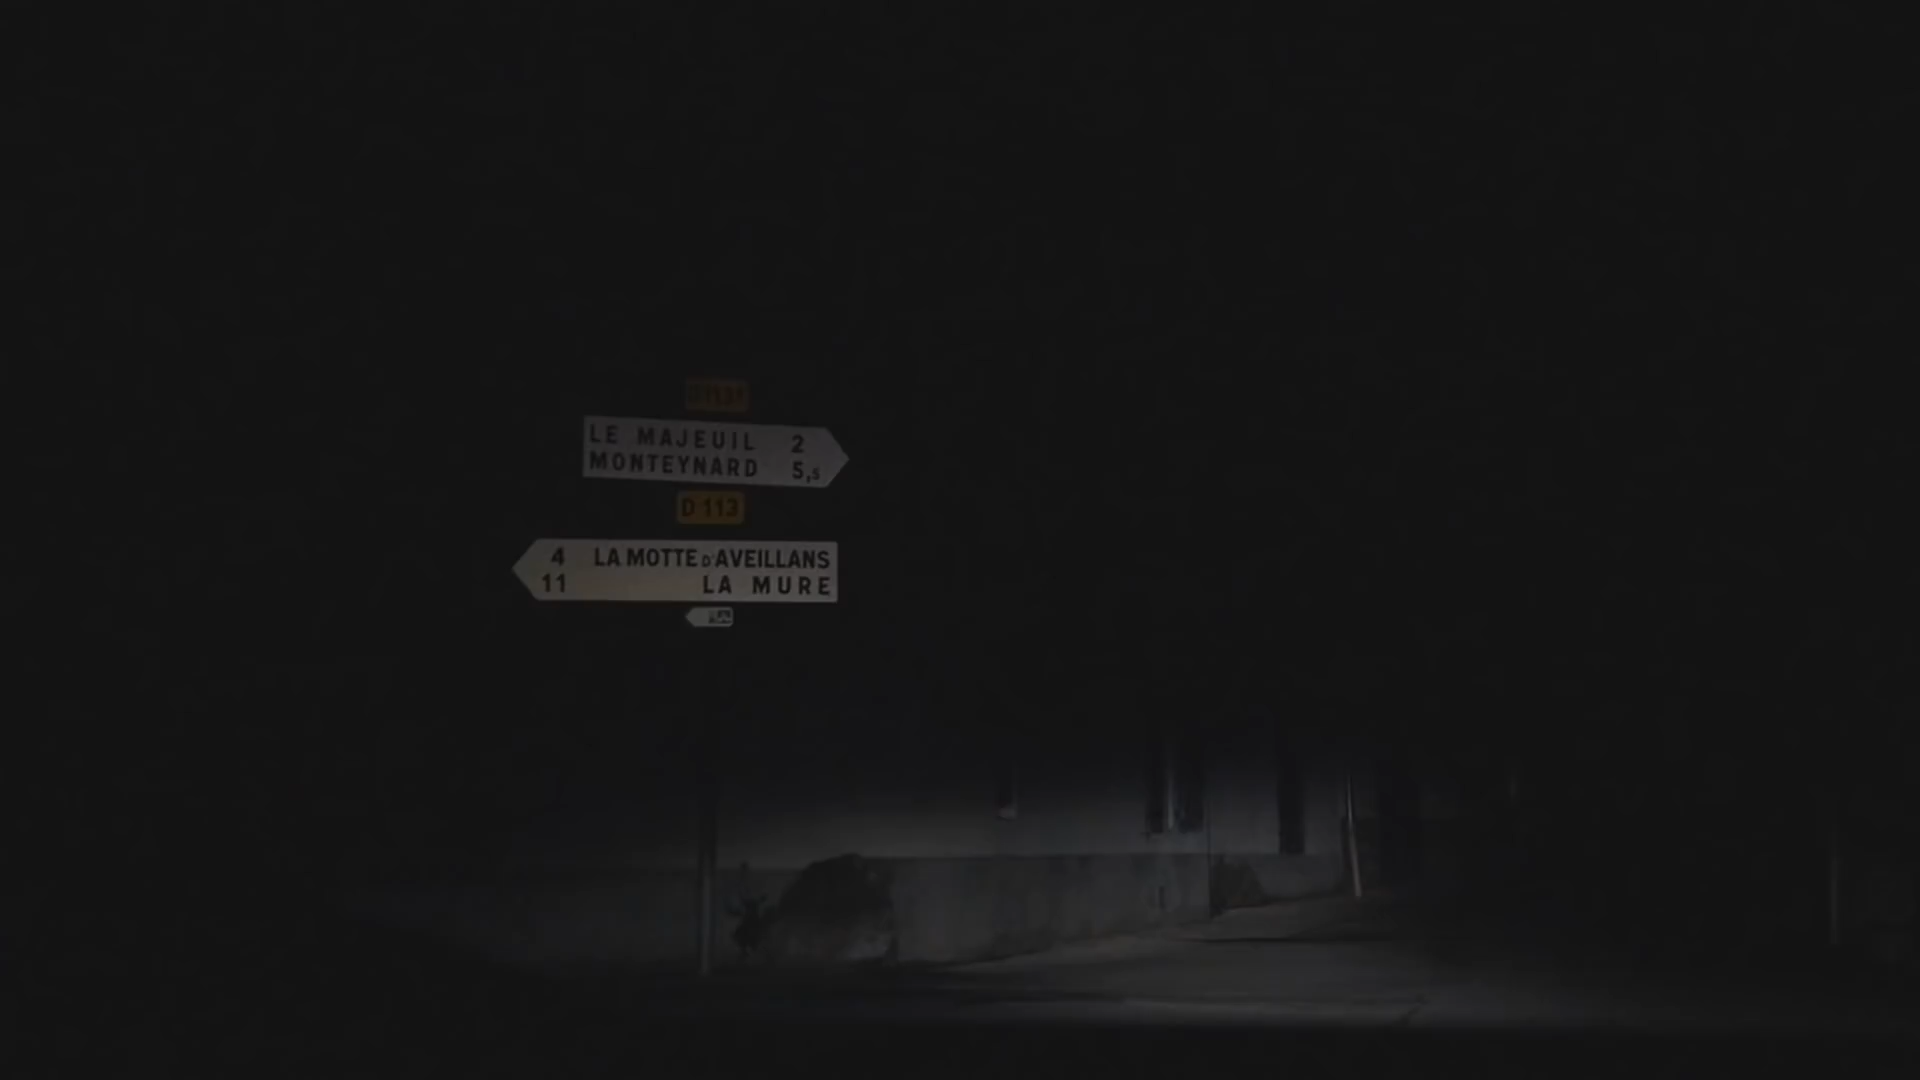 LE MAJEUIL 2
MONTEYNARD 5,5
D 113
4 LA MOTTE D'AVEILLANS
11 LA MURE